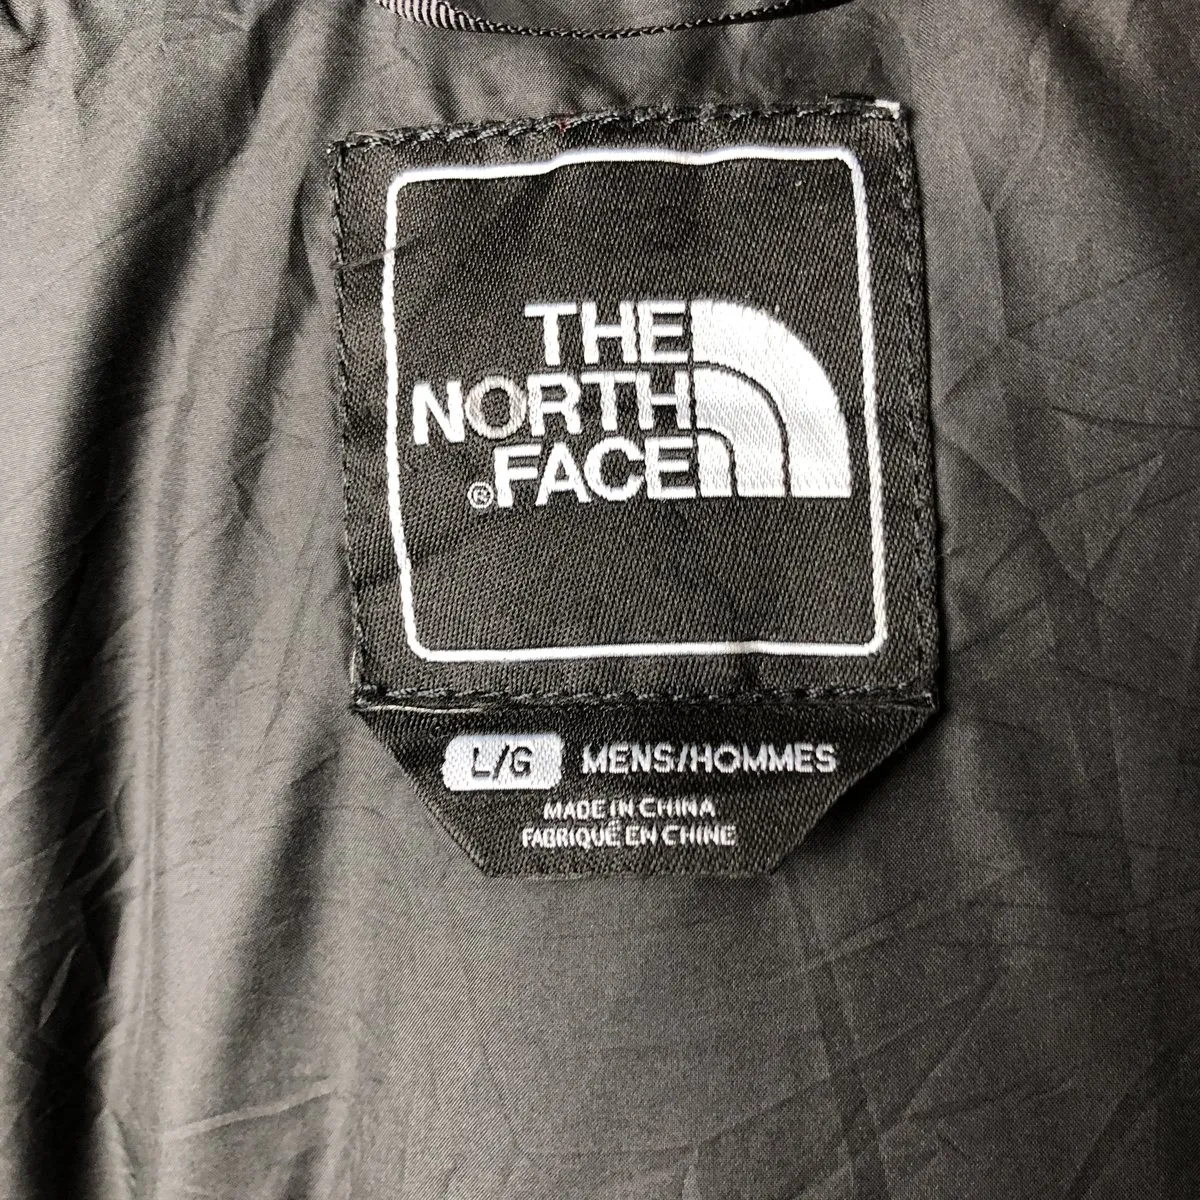 THE
NORTH
®FACE
L/G MENS/HOMMES
MADE IN CHINA
FABRIQUÉ EN CHINE